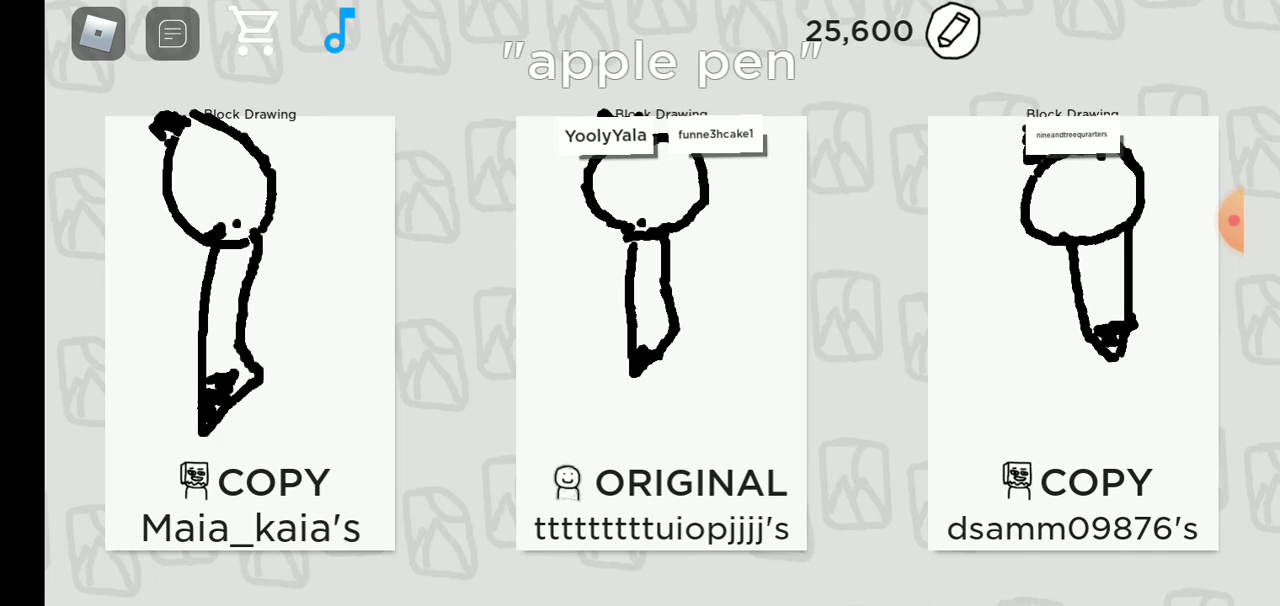 25,600
"apple pen"
Block Drawing
Block Drawing
Block Drawing
YoolyYala
funne3hcake1
nineandtreequrarters
COPY
ORIGINAL
COPY
Maia_kaia's
tttttttttuiopjjjj's
dsamm09876's